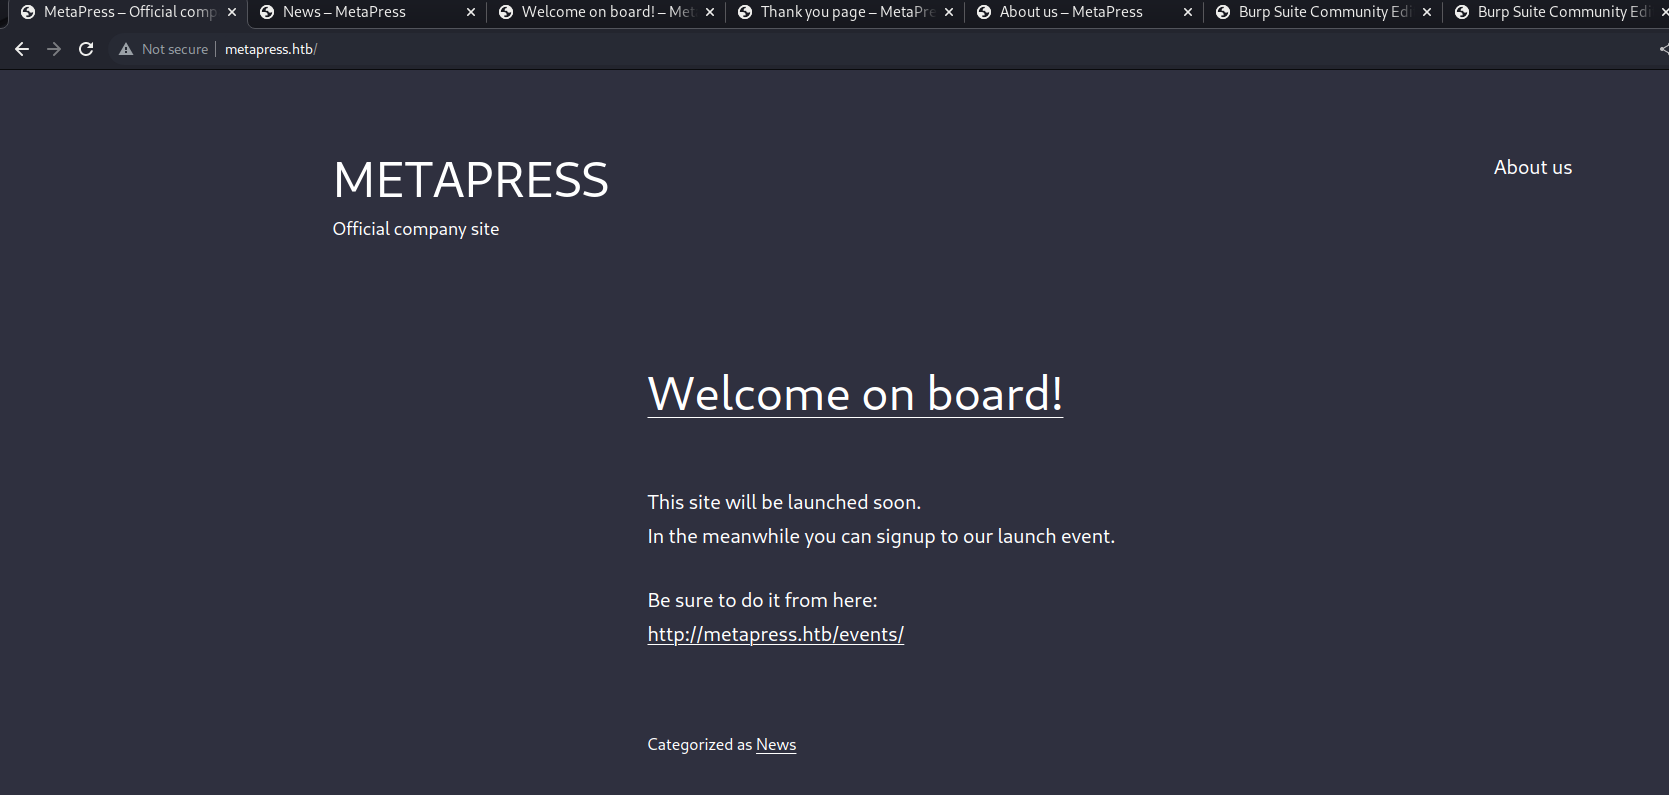 MetaPress – Official comp
News – MetaPress
Welcome on board! – Met
Thank you page – MetaPre
About us – MetaPress
Burp Suite Community Edi
Burp Suite Community Edi
Not secure
metapress.htb/
METAPRESS
About us
Official company site
Welcome on board!
This site will be launched soon.
In the meanwhile you can signup to our launch event.
Be sure to do it from here:
http://metapress.htb/events/
Categorized as News